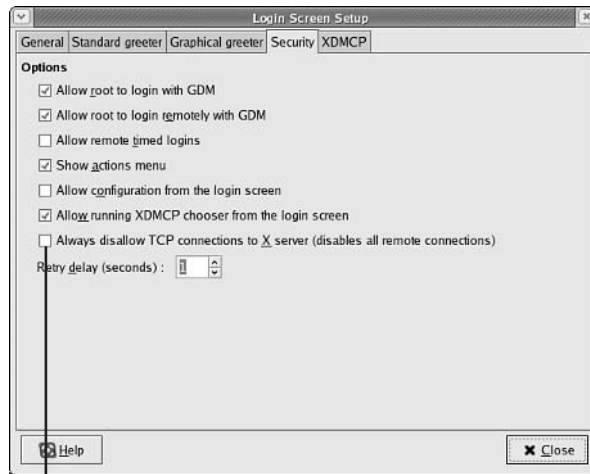 Login Screen Setup
General Standard greeter Graphical greeter Security XDMCP
Options
Allow root to login with GDM
Allow root to login remotely with GDM
Allow remote timed logins
Show actions menu
Allow configuration from the login screen
Allow running XDMCP chooser from the login screen
Always disallow TCP connections to X server (disables all remote connections)
Retry delay (seconds) : 1
Help Close